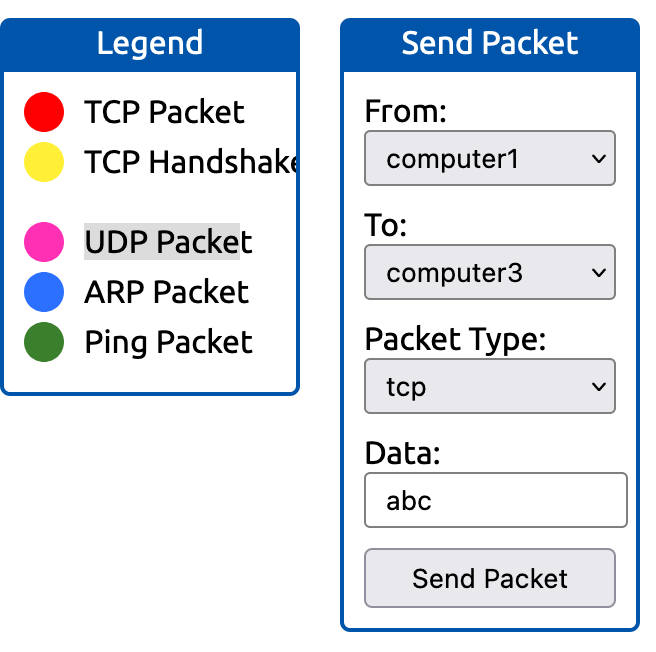 Legend
TCP Packet
TCP Handshake
UDP Packet
ARP Packet
Ping Packet
Send Packet
From:
computer1
To:
computer3
Packet Type:
tcp
Data:
abc
Send Packet